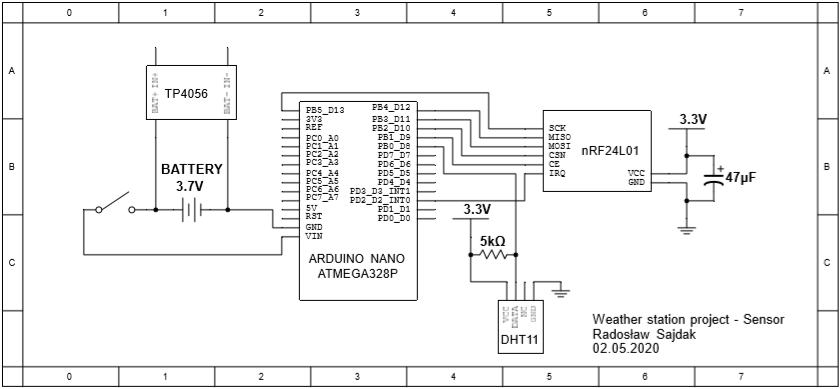 0 1 2 3 4 5 6 7
A A
BAT+ IN+
BAT- IN-
TP4056
PB5_D13 PB4_D12
3V3 PB3_D11
REF PB2_D10
PC0_A0 PB1_D9
PC1_A1 PB0_D8
PC2_A2 PD7_D7
PC3_A3 PD6_D6
PC4_A4 PD5_D5
PC5_A5 PD4_D4
PC6_A6 PD3_D3_INT1
PC7_A7 PD2_D2_INT0
5V PD1_D1
RST PD0_D0
GND
VIN
ARDUINO NANO
ATMEGA328P
SCK
MISO
MOSI
CSN
CE
IRQ
nRF24L01
VCC
GND
3.3V
+
47µF
B B
BATTERY
3.7V
3.3V
5kΩ
C C
VCC
DATA
NC
GND
DHT11
Weather station project - Sensor
Radosław Sajdak
02.05.2020
0 1 2 3 4 5 6 7